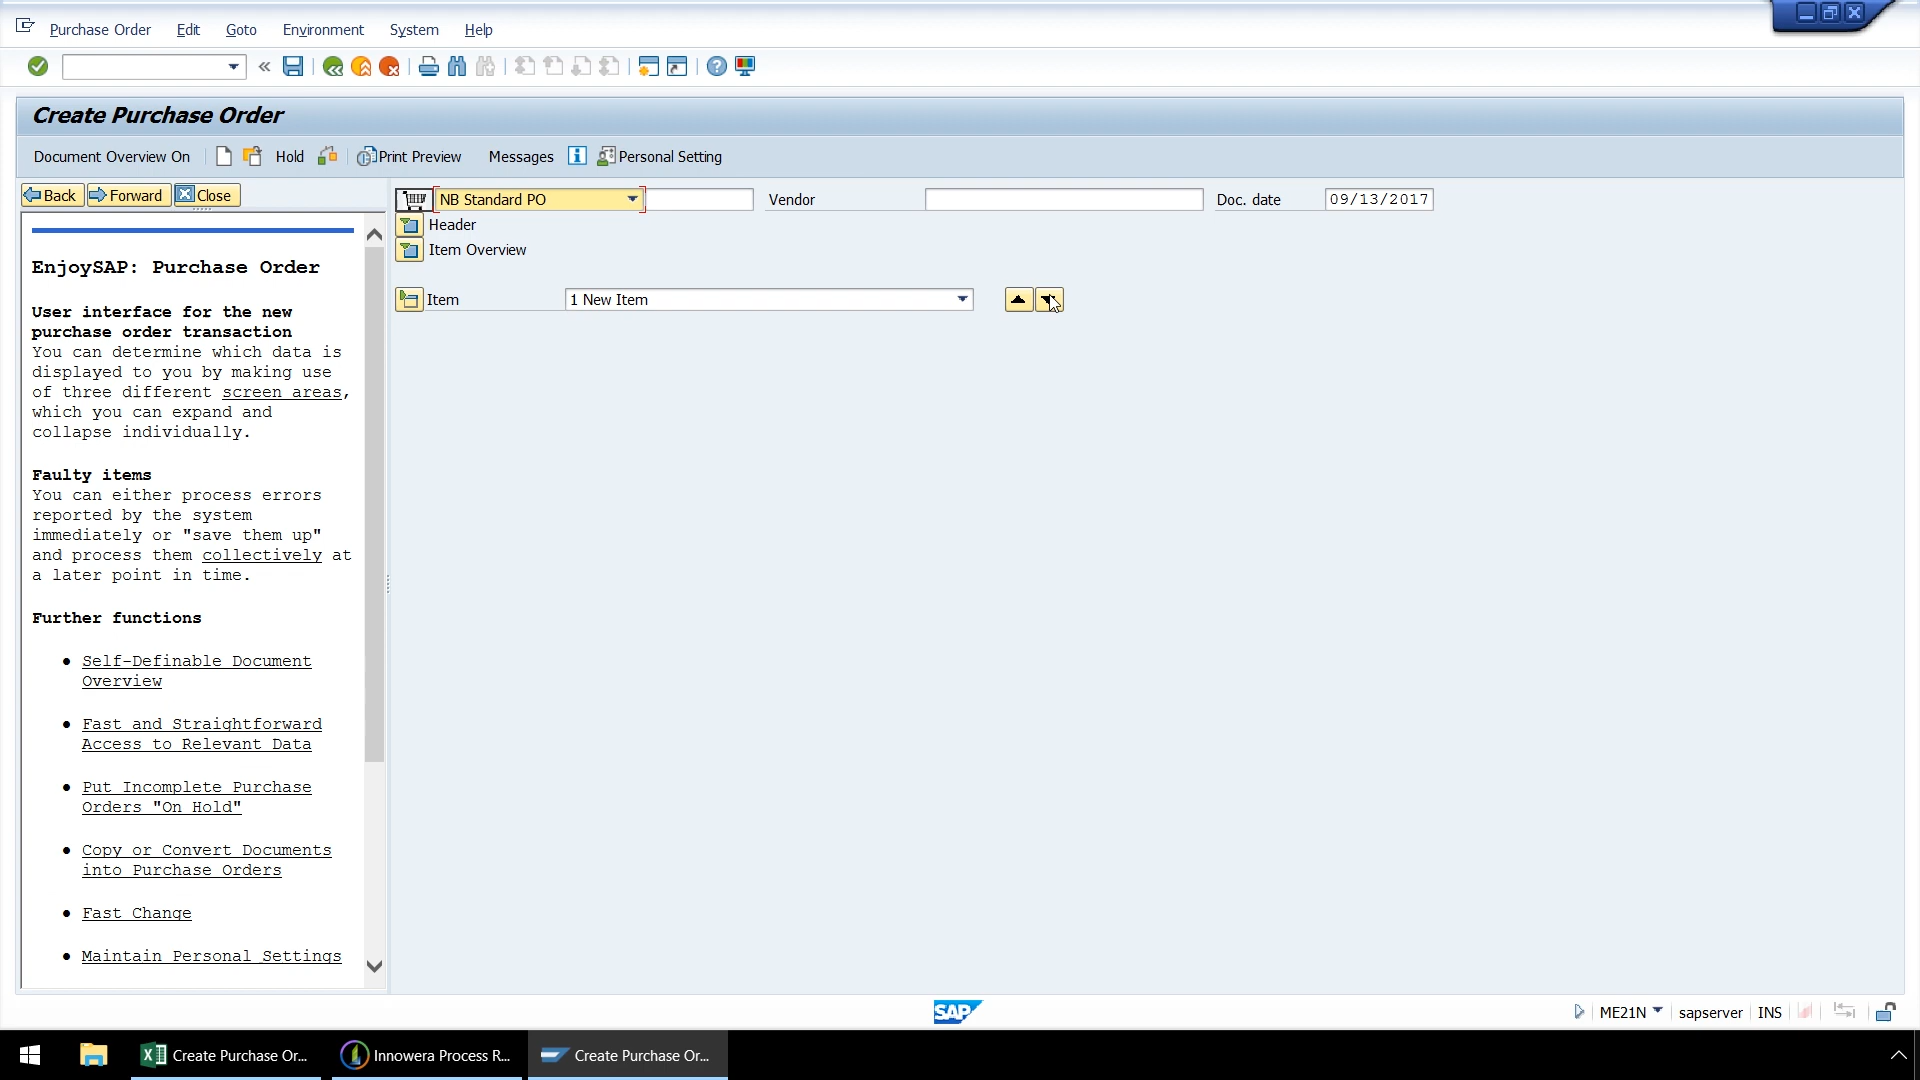 Purchase Order Edit Goto Environment System Help
Create Purchase Order
Document Overview On Hold Print Preview Messages Personal Setting
Back Forward Close
NB Standard PO Vendor Doc. date 09/13/2017
Header
Item Overview
Item 1 New Item
EnjoySAP: Purchase Order
User interface for the new
purchase order transaction
You can determine which data is
displayed to you by making use
of three different screen areas,
which you can expand and
collapse individually.
Faulty items
You can either process errors
reported by the system
immediately or "save them up"
and process them collectively at
a later point in time.
Further functions
• Self-Definable Document
Overview
• Fast and Straightforward
Access to Relevant Data
• Put Incomplete Purchase
Orders "On Hold"
• Copy or Convert Documents
into Purchase Orders
• Fast Change
• Maintain Personal Settings
SAP
ME21N sapserver INS
Create Purchase Or... Innowera Process R... Create Purchase Or...